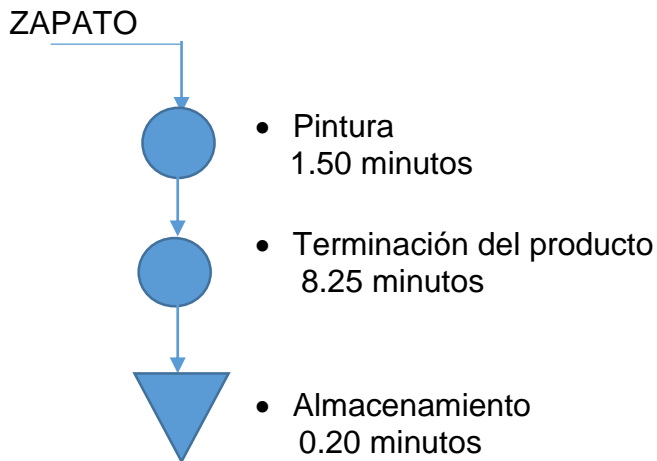 ZAPATO
• Pintura
1.50 minutos
• Terminación del producto
8.25 minutos
• Almacenamiento
0.20 minutos